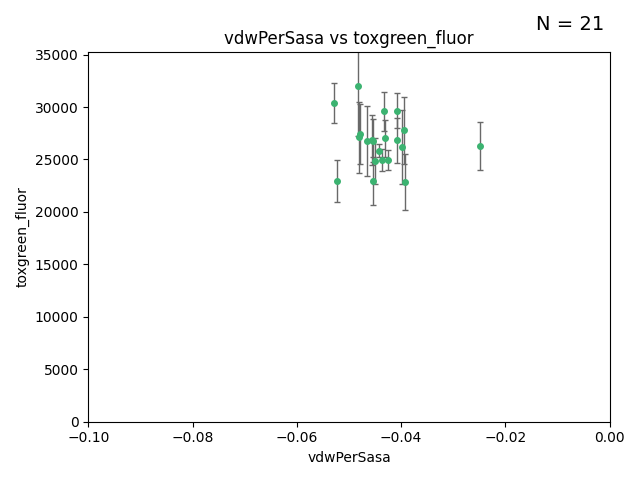 N = 21
vdwPerSasa vs toxgreen_fluor
35000
30000
25000
20000
15000
10000
5000
0
toxgreen_fluor
−0.10 −0.08 −0.06 −0.04 −0.02 0.00
vdwPerSasa